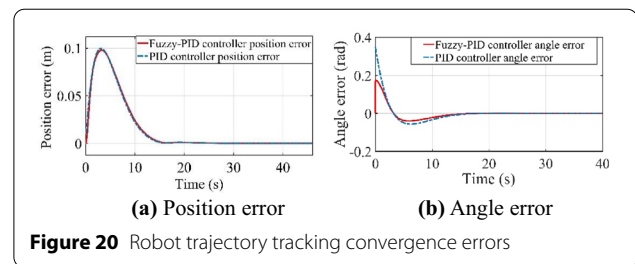 0.1
0.05
0
Position error (m)
Fuzzy-PID controller position error
PID controller position error
0 10 20 30 40
Time (s)
(a) Position error
0.4
0.2
0
-0.2
Angle error (rad)
Fuzzy-PID controller angle error
PID controller angle error
0 10 20 30 40
Time (s)
(b) Angle error
Figure 20 Robot trajectory tracking convergence errors